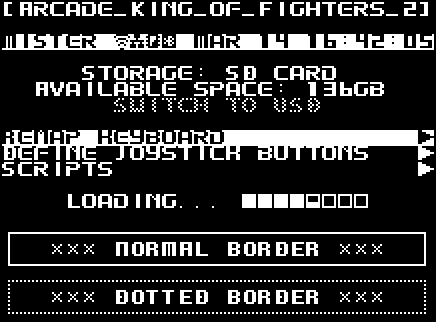 [ARCADE_KING_OF_FIGHTERS_2]
MISTER MAR 14 16:42:05
STORAGE: SD CARD
AVAILABLE SPACE: 136GB
SWITCH TO USB
REMAP KEYBOARD ►
DEFINE JOYSTICK BUTTONS ►
SCRIPTS ►
LOADING...
××× NORMAL BORDER ×××
××× DOTTED BORDER ×××